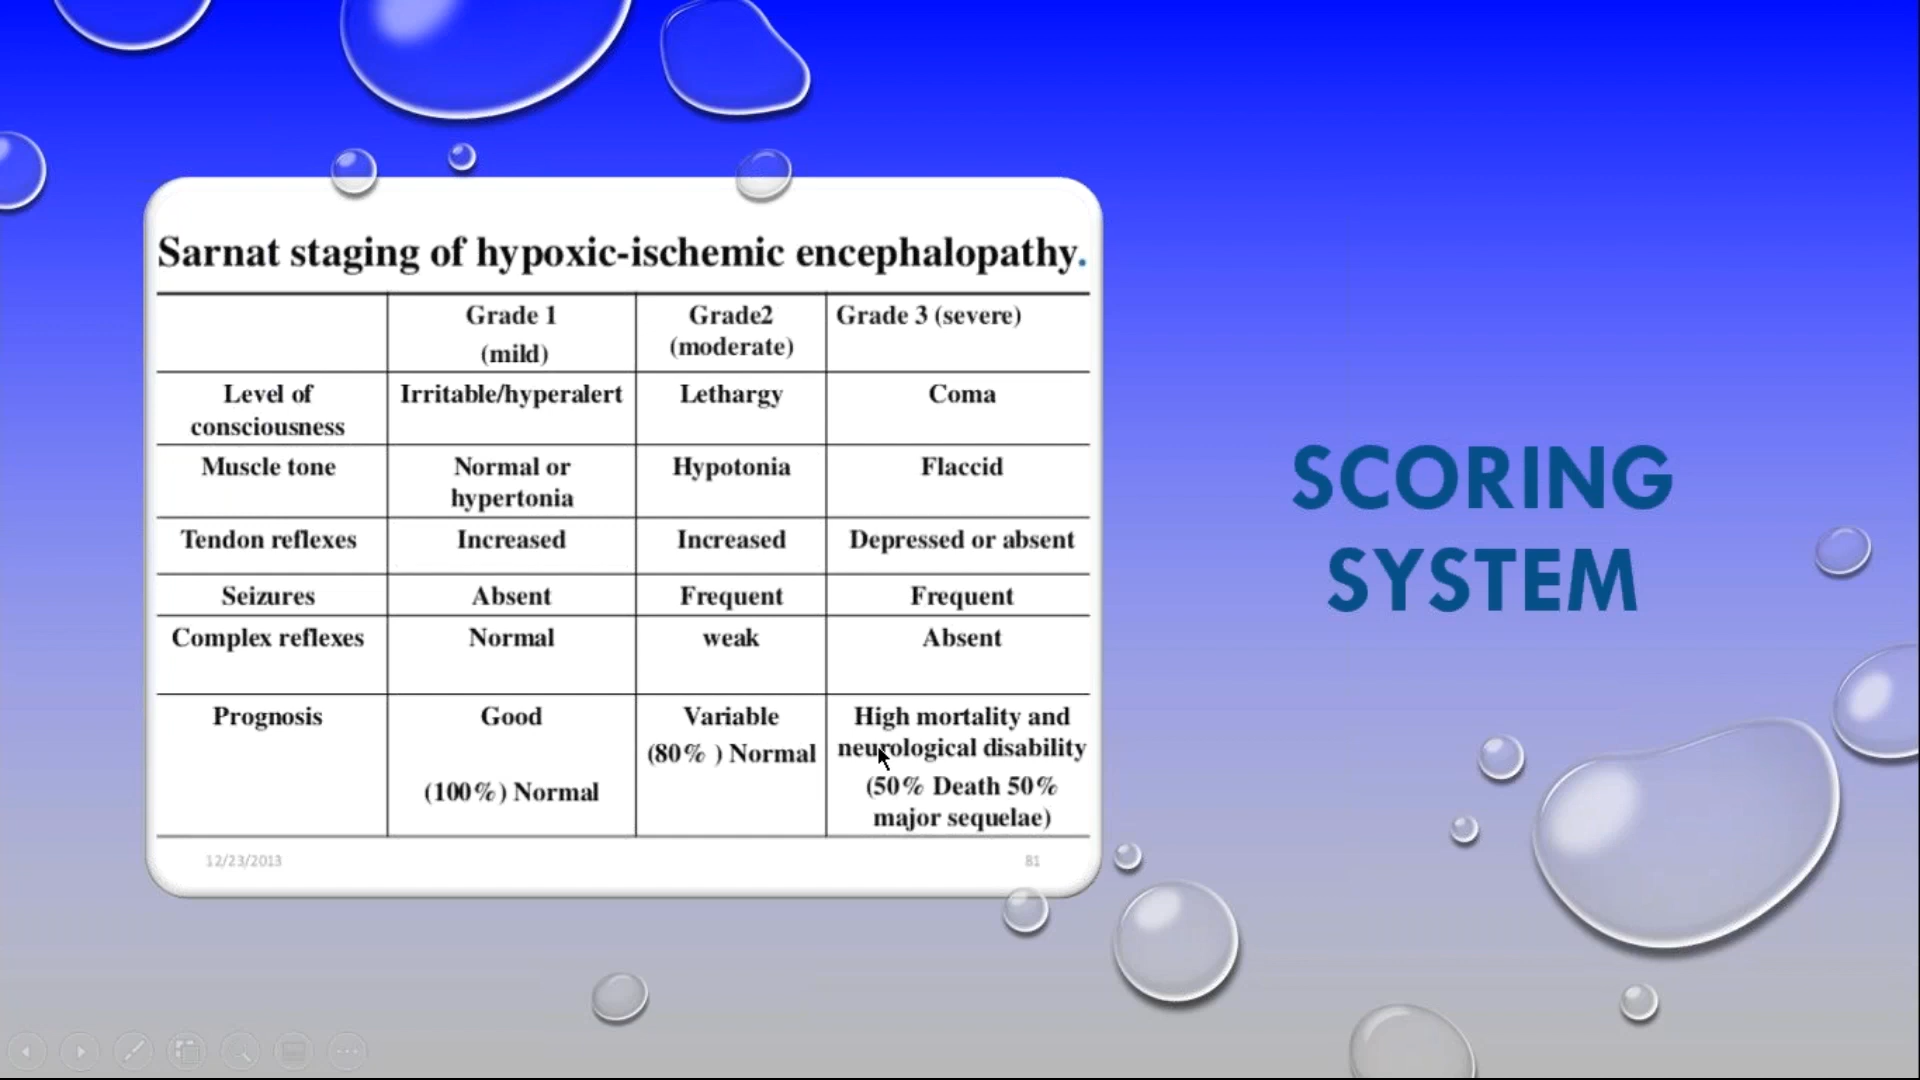 Sarnat staging of hypoxic-ischemic encephalopathy.
Grade 1
(mild)
Grade2
(moderate)
Grade 3 (severe)
Level of
consciousness
Irritable/hyperalert
Lethargy
Coma
Muscle tone
Normal or
hypertonia
Hypotonia
Flaccid
Tendon reflexes
Increased
Increased
Depressed or absent
Seizures
Absent
Frequent
Frequent
Complex reflexes
Normal
weak
Absent
Prognosis
Good
(100%) Normal
Variable
(80% ) Normal
High mortality and
neurological disability
(50% Death 50%
major sequelae)
12/23/2013
81
SCORING
SYSTEM